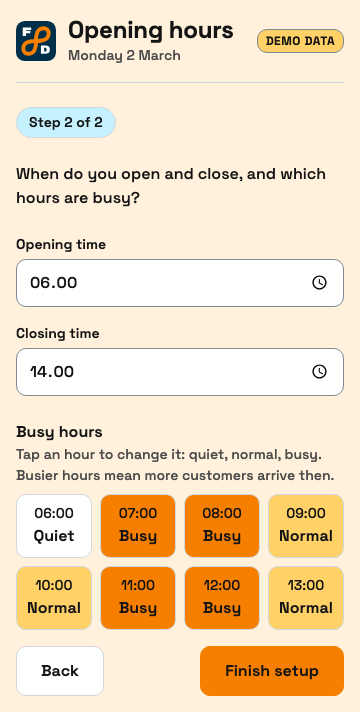 F D
Opening hours
Monday 2 March
DEMO DATA
Step 2 of 2
When do you open and close, and which
hours are busy?
Opening time
06.00
Closing time
14.00
Busy hours
Tap an hour to change it: quiet, normal, busy.
Busier hours mean more customers arrive then.
06:00 07:00 08:00 09:00
Quiet Busy Busy Normal
10:00 11:00 12:00 13:00
Normal Busy Busy Normal
Back Finish setup